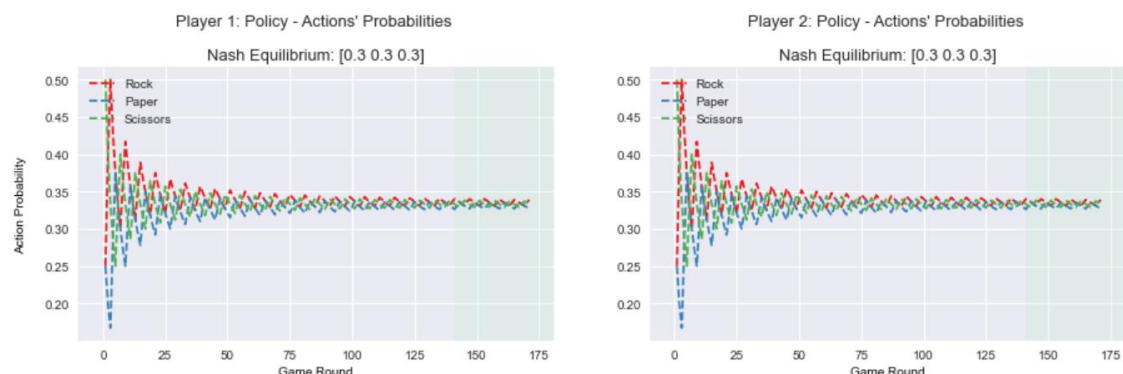 Player 1: Policy - Actions' Probabilities
Nash Equilibrium: [0.3 0.3 0.3]
0.50
0.45
0.40
0.35
0.30
0.25
0.20
Action Probability
Rock
Paper
Scissors
0 25 50 75 100 125 150 175
Game Round
Player 2: Policy - Actions' Probabilities
Nash Equilibrium: [0.3 0.3 0.3]
0.50
0.45
0.40
0.35
0.30
0.25
0.20
Rock
Paper
Scissors
0 25 50 75 100 125 150 175
Game Round